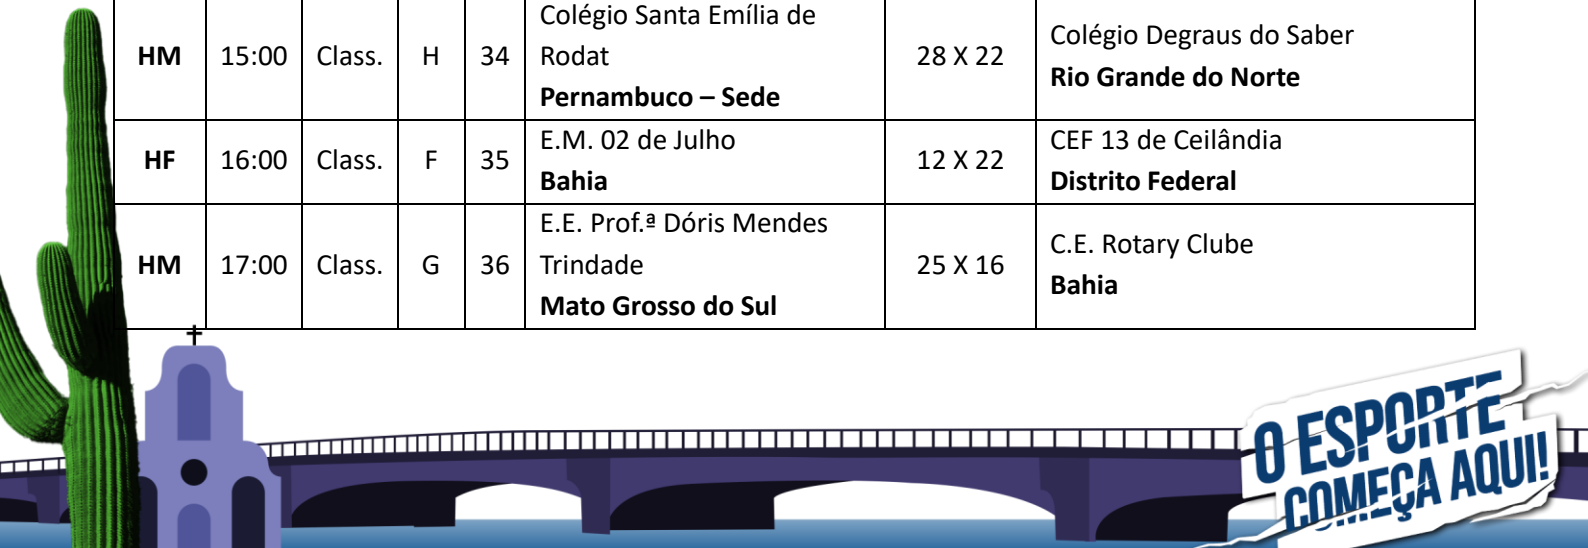 HM 15:00 Class. H 34 Colégio Santa Emília de
Rodat
Pernambuco – Sede 28 X 22 Colégio Degraus do Saber
Rio Grande do Norte
HF 16:00 Class. F 35 E.M. 02 de Julho
Bahia 12 X 22 CEF 13 de Ceilândia
Distrito Federal
HM 17:00 Class. G 36 E.E. Prof.ª Dóris Mendes
Trindade
Mato Grosso do Sul 25 X 16 C.E. Rotary Clube
Bahia
O ESPORTE
COMEÇA AQUI!